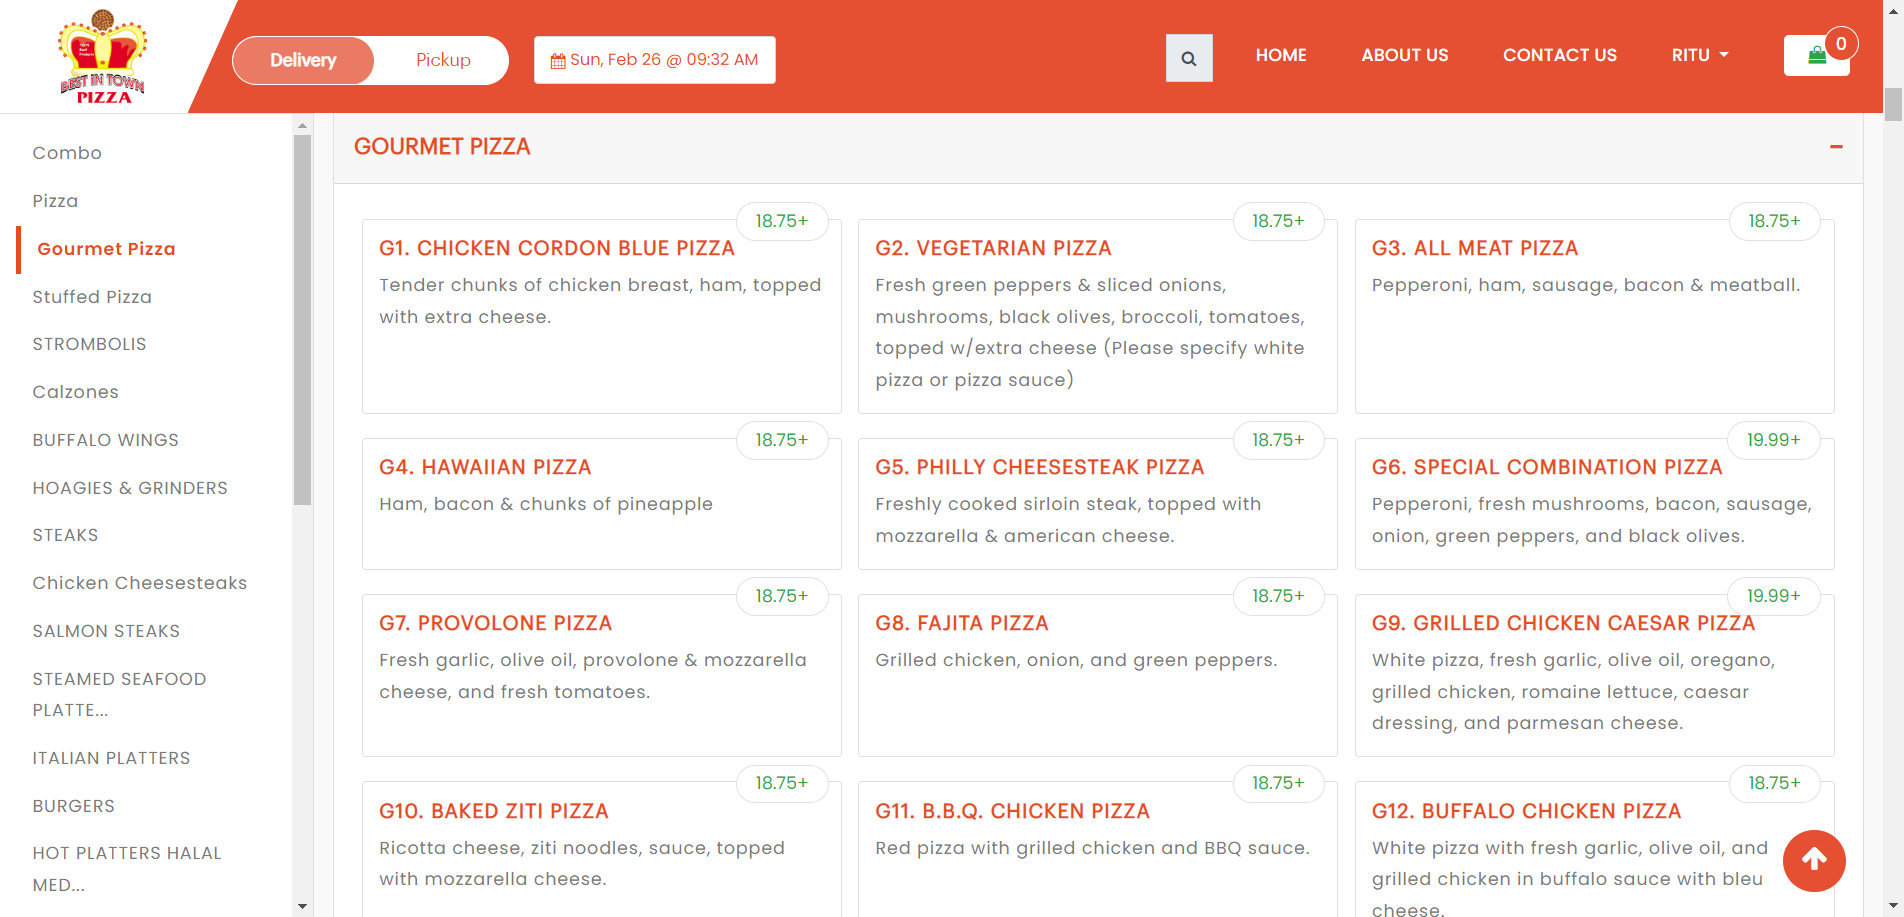 BEST IN TOWN
PIZZA
Delivery
Pickup
Sun, Feb 26 @ 09:32 AM
HOME
ABOUT US
CONTACT US
RITU
0
Combo
Pizza
Gourmet Pizza
Stuffed Pizza
STROMBOLIS
Calzones
BUFFALO WINGS
HOAGIES & GRINDERS
STEAKS
Chicken Cheesesteaks
SALMON STEAKS
STEAMED SEAFOOD
PLATTE...
ITALIAN PLATTERS
BURGERS
HOT PLATTERS HALAL
MED...
GOURMET PIZZA
18.75+
G1. CHICKEN CORDON BLUE PIZZA
Tender chunks of chicken breast, ham, topped
with extra cheese.
18.75+
G2. VEGETARIAN PIZZA
Fresh green peppers & sliced onions,
mushrooms, black olives, broccoli, tomatoes,
topped w/extra cheese (Please specify white
pizza or pizza sauce)
18.75+
G3. ALL MEAT PIZZA
Pepperoni, ham, sausage, bacon & meatball.
18.75+
G4. HAWAIIAN PIZZA
Ham, bacon & chunks of pineapple
18.75+
G5. PHILLY CHEESESTEAK PIZZA
Freshly cooked sirloin steak, topped with
mozzarella & american cheese.
19.99+
G6. SPECIAL COMBINATION PIZZA
Pepperoni, fresh mushrooms, bacon, sausage,
onion, green peppers, and black olives.
18.75+
G7. PROVOLONE PIZZA
Fresh garlic, olive oil, provolone & mozzarella
cheese, and fresh tomatoes.
18.75+
G8. FAJITA PIZZA
Grilled chicken, onion, and green peppers.
19.99+
G9. GRILLED CHICKEN CAESAR PIZZA
White pizza, fresh garlic, olive oil, oregano,
grilled chicken, romaine lettuce, caesar
dressing, and parmesan cheese.
18.75+
G10. BAKED ZITI PIZZA
Ricotta cheese, ziti noodles, sauce, topped
with mozzarella cheese.
18.75+
G11. B.B.Q. CHICKEN PIZZA
Red pizza with grilled chicken and BBQ sauce.
18.75+
G12. BUFFALO CHICKEN PIZZA
White pizza with fresh garlic, olive oil, and
grilled chicken in buffalo sauce with bleu
cheese.